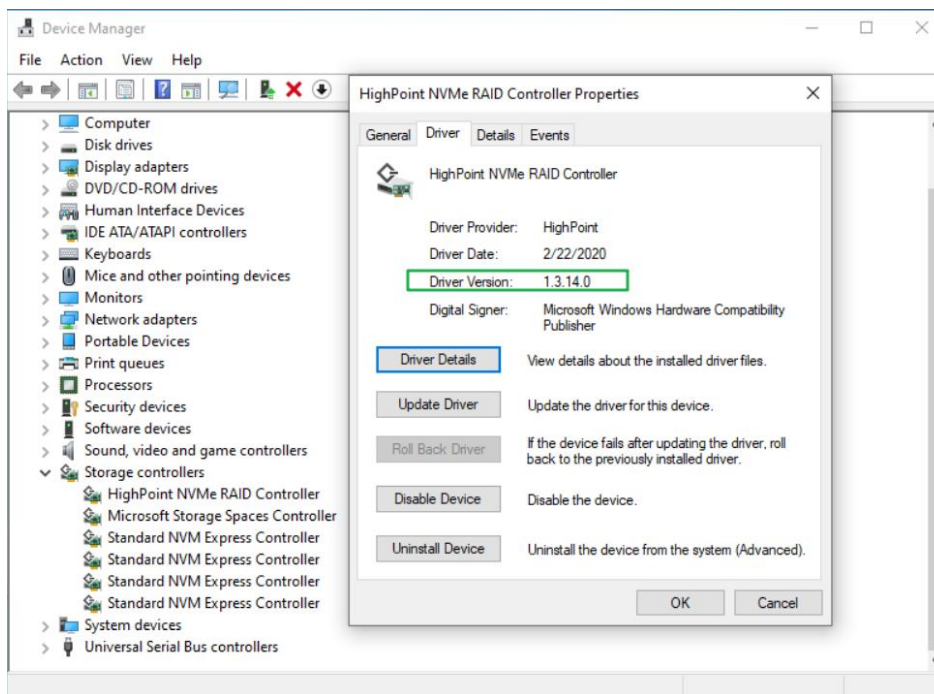 Device Manager
File Action View Help
Computer
Disk drives
Display adapters
DVD/CD-ROM drives
Human Interface Devices
IDE ATA/ATAPI controllers
Keyboards
Mice and other pointing devices
Monitors
Network adapters
Portable Devices
Print queues
Processors
Security devices
Software devices
Sound, video and game controllers
Storage controllers
HighPoint NVMe RAID Controller
Microsoft Storage Spaces Controller
Standard NVM Express Controller
Standard NVM Express Controller
Standard NVM Express Controller
Standard NVM Express Controller
System devices
Universal Serial Bus controllers
HighPoint NVMe RAID Controller Properties
General Driver Details Events
HighPoint NVMe RAID Controller
Driver Provider: HighPoint
Driver Date: 2/22/2020
Driver Version: 1.3.14.0
Digital Signer: Microsoft Windows Hardware Compatibility
Publisher
Driver Details View details about the installed driver files.
Update Driver Update the driver for this device.
Roll Back Driver If the device fails after updating the driver, roll
back to the previously installed driver.
Disable Device Disable the device.
Uninstall Device Uninstall the device from the system (Advanced).
OK Cancel